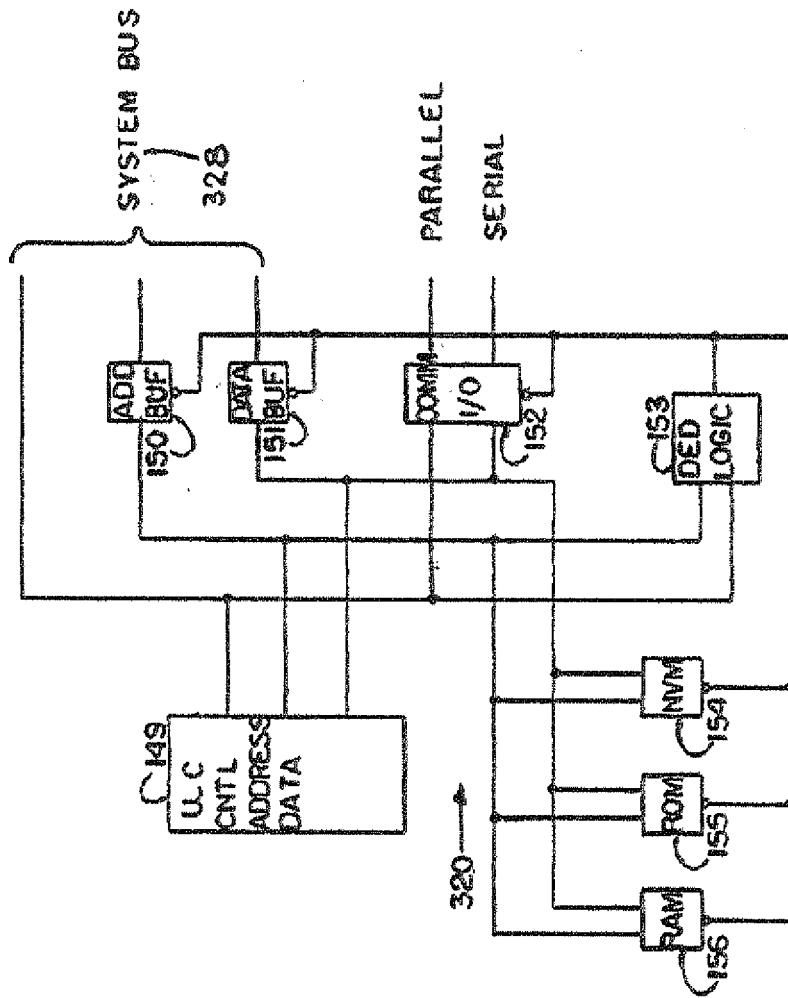 SYSTEM BUS
328
PARALLEL
SERIAL
ADD
BUF
150
DATA
BUF
151
COMM
I/O
152
DED
LOGIC
153
149
U.C
CNTL
ADDRESS
DATA
320
NVM
154
ROM
155
RAM
156